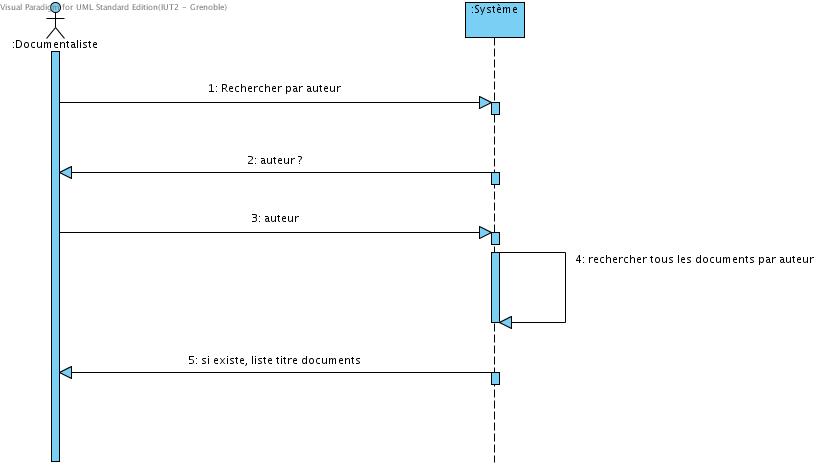 Visual Paradigm for UML Standard Edition(IUT2 - Grenoble)
:Système
:Documentaliste
1: Rechercher par auteur
2: auteur ?
3: auteur
4: rechercher tous les documents par auteur
5: si existe, liste titre documents